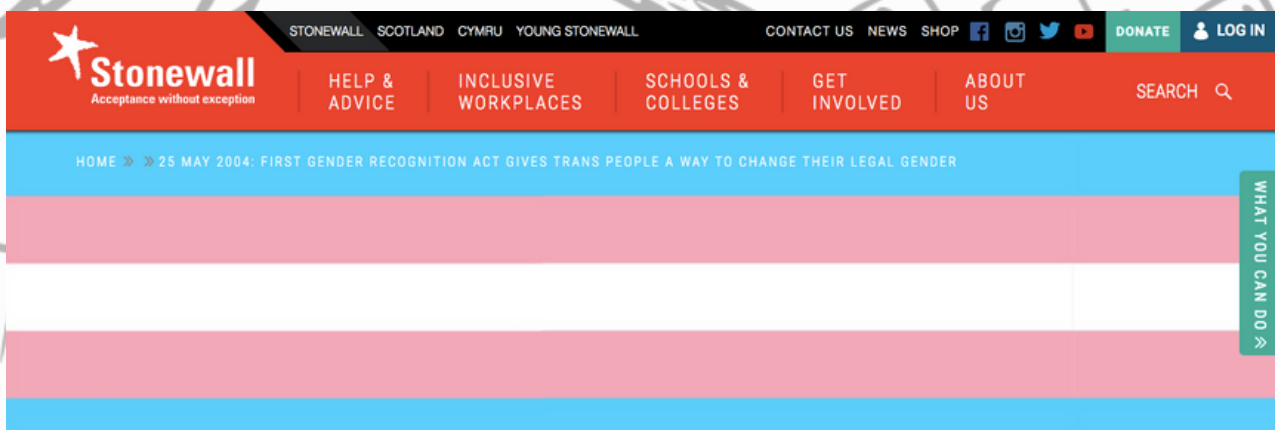 STONEWALL SCOTLAND CYMRU YOUNG STONEWALL CONTACT US NEWS SHOP DONATE LOG IN
Stonewall
Acceptance without exception
HELP &
ADVICE
INCLUSIVE
WORKPLACES
SCHOOLS &
COLLEGES
GET
INVOLVED
ABOUT
US
SEARCH
HOME » » 25 MAY 2004: FIRST GENDER RECOGNITION ACT GIVES TRANS PEOPLE A WAY TO CHANGE THEIR LEGAL GENDER
WHAT YOU CAN DO »